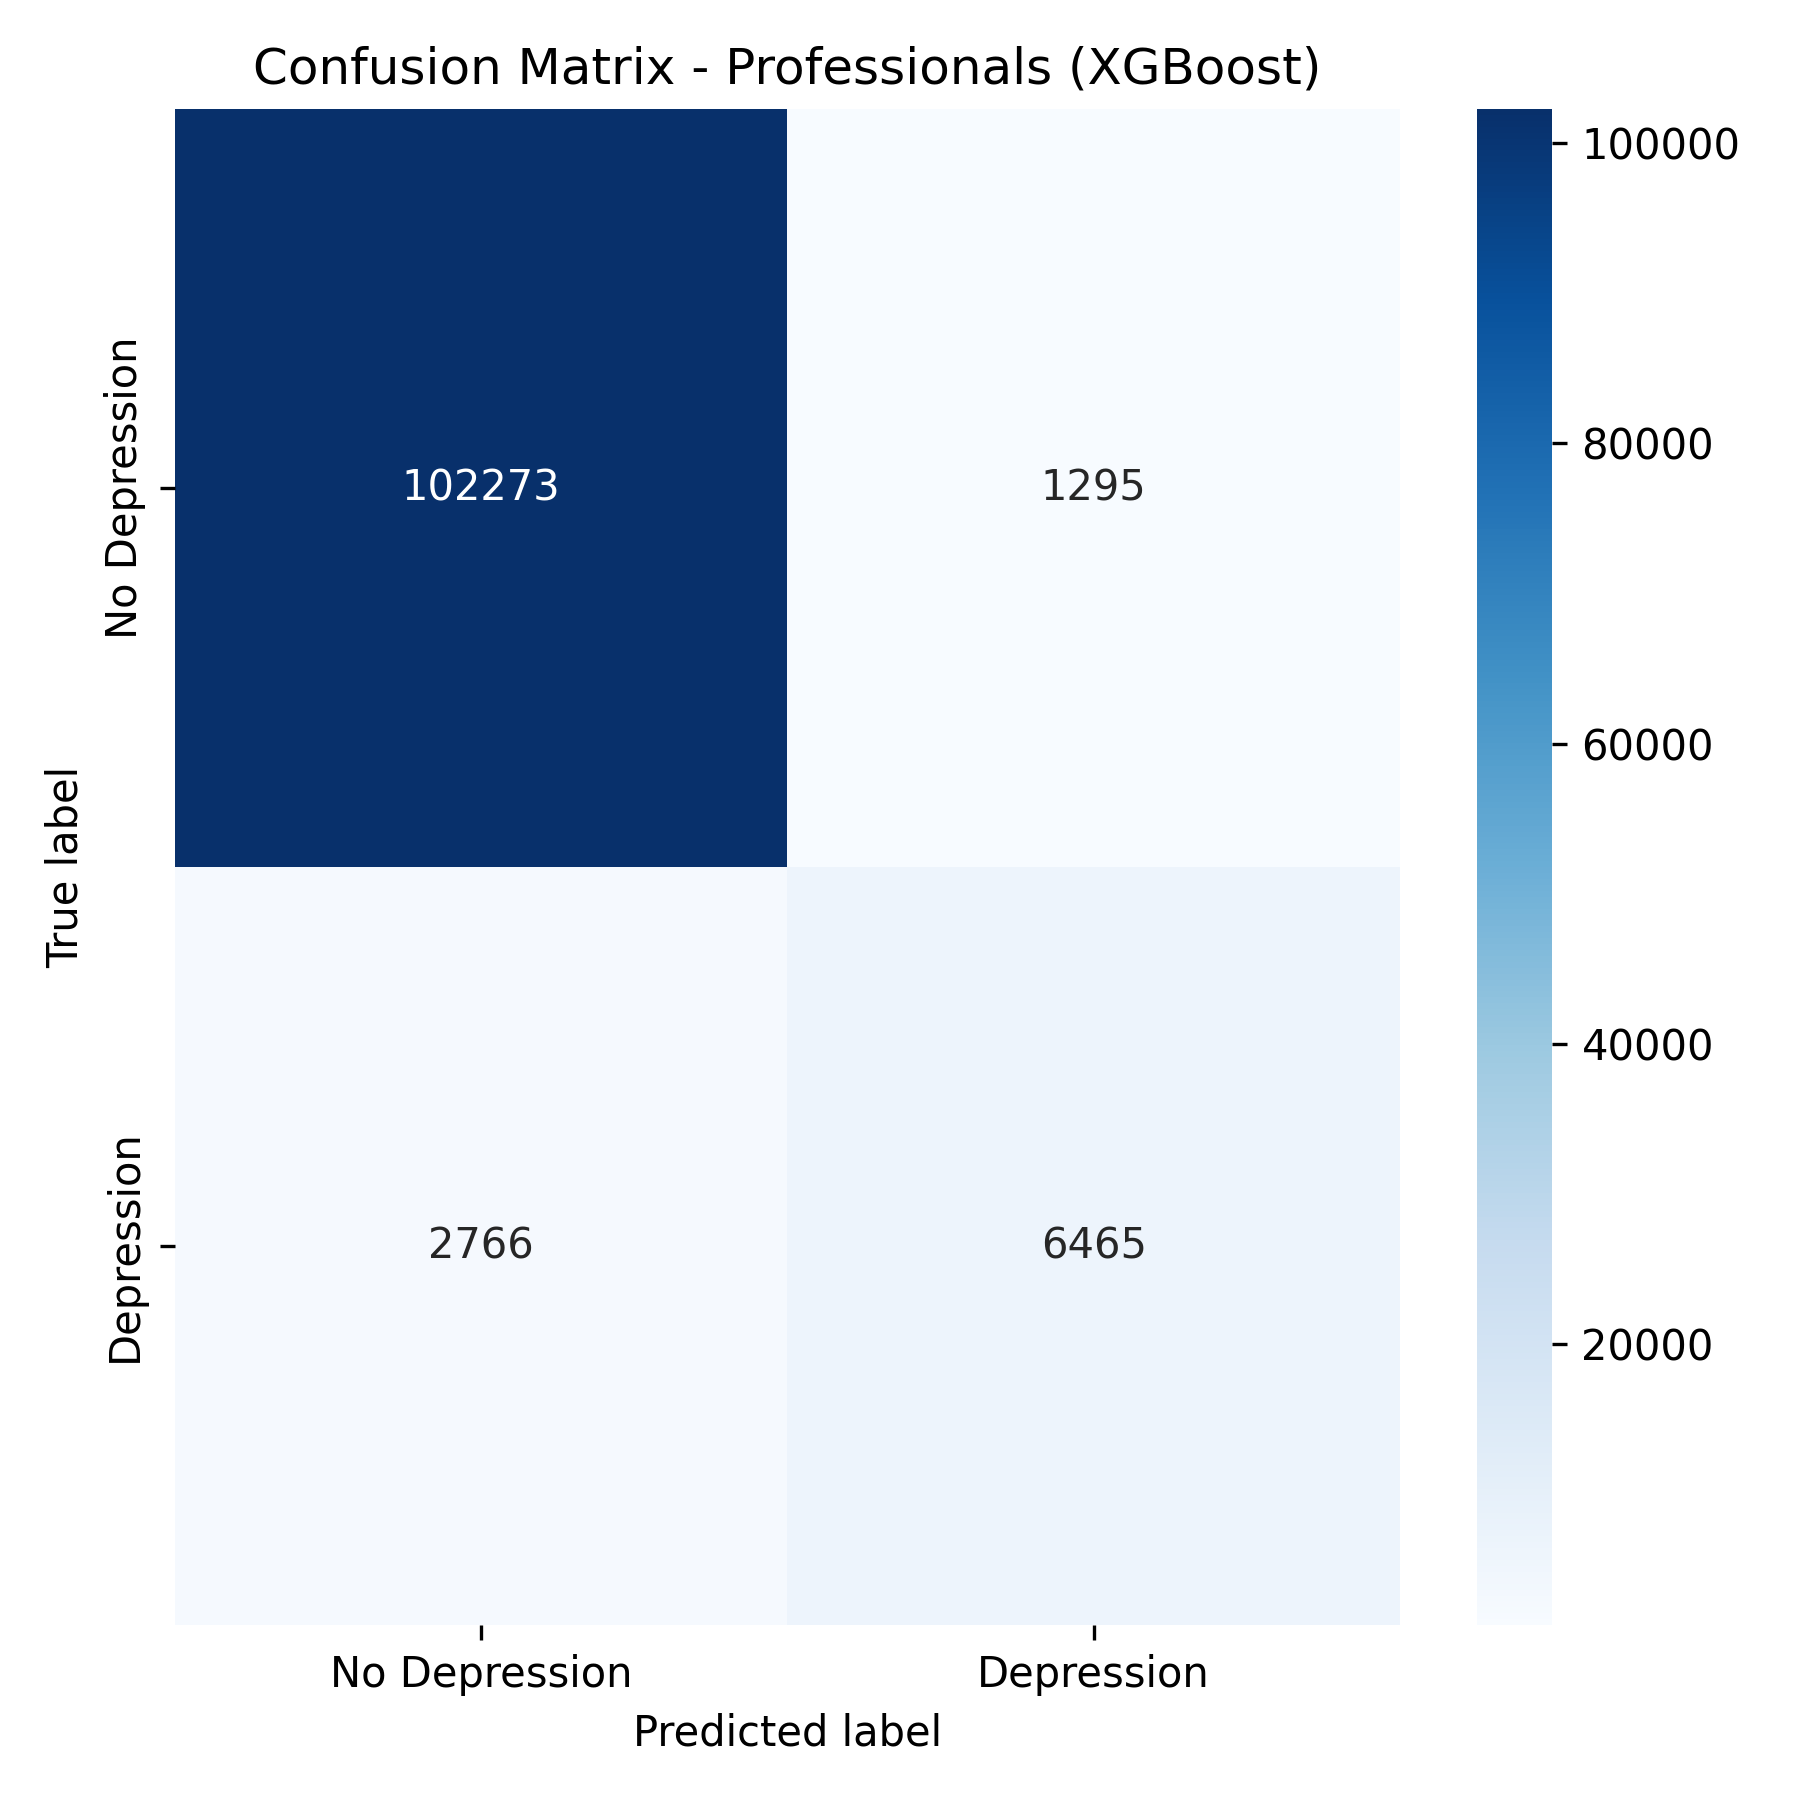 Confusion Matrix - Professionals (XGBoost)
True label
No Depression
102273
1295
Depression
2766
6465
No Depression
Depression
Predicted label
100000
80000
60000
40000
20000